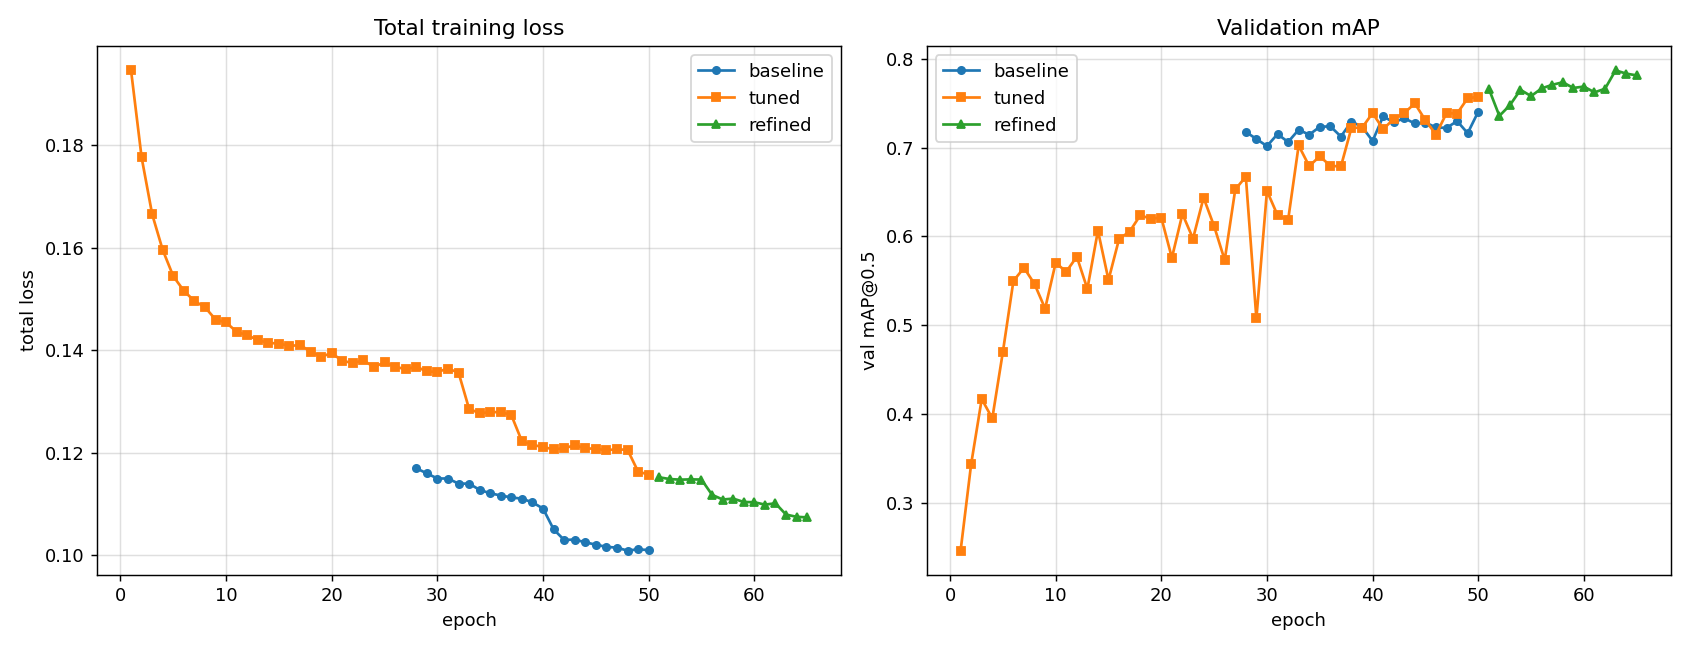 Total training loss
total loss
0.18
0.16
0.14
0.12
0.10
0 10 20 30 40 50 60
epoch
baseline
tuned
refined
Validation mAP
val mAP@0.5
0.8
0.7
0.6
0.5
0.4
0.3
0 10 20 30 40 50 60
epoch
baseline
tuned
refined